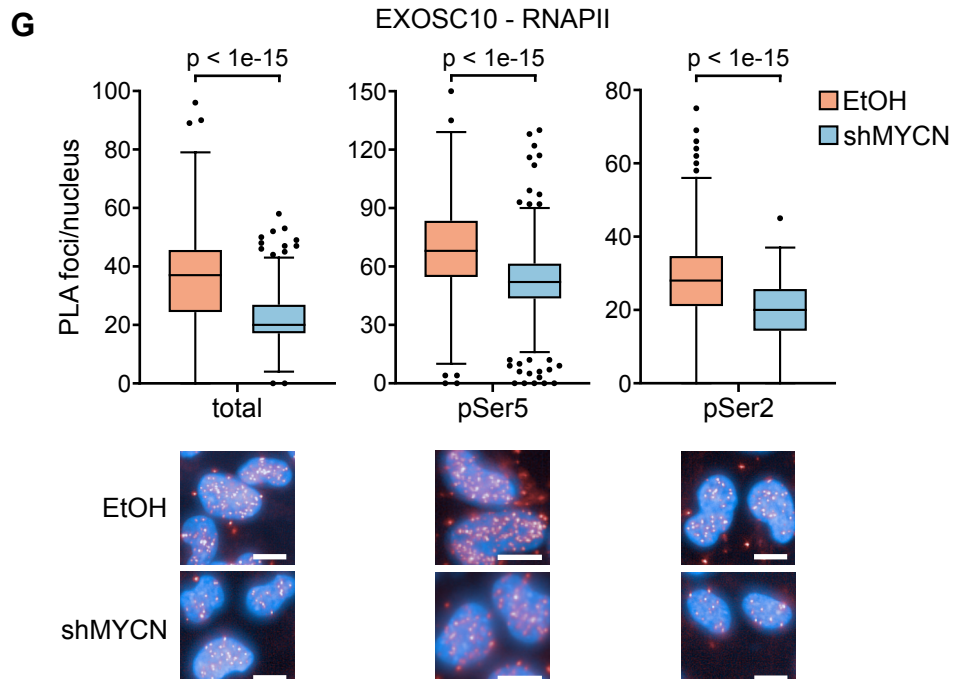 G
EXOSC10 - RNAPII
p < 1e-15
p < 1e-15
p < 1e-15
EtOH
shMYCN
PLA foci/nucleus
100
80
60
40
20
0
150
120
90
60
30
0
80
60
40
20
0
total
pSer5
pSer2
EtOH
shMYCN